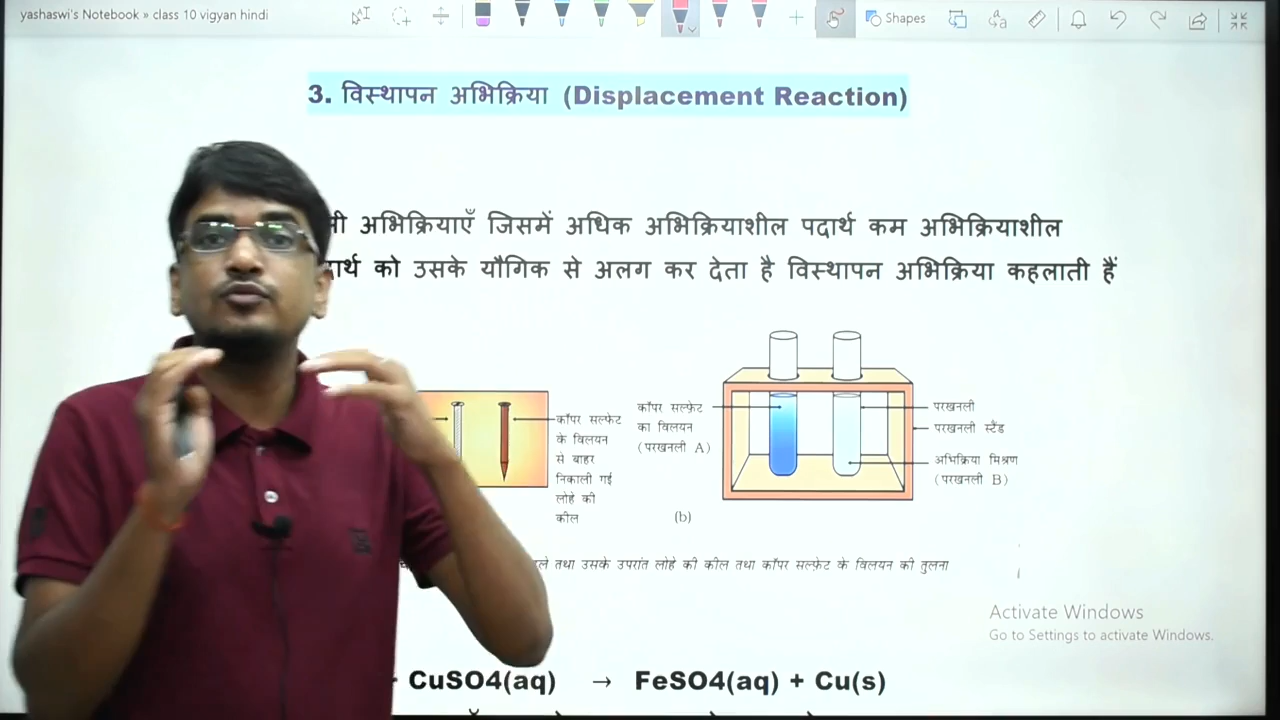 yashaswi's Notebook » class 10 vigyan hindi
Shapes
3. विस्थापन अभिक्रिया (Displacement Reaction)
अभिक्रियाएँ जिसमें अधिक अभिक्रियाशील पदार्थ कम अभिक्रियाशील
को उसके यौगिक से अलग कर देता है विस्थापन अभिक्रिया कहलाती हैं
कॉपर सल्फेट
के विलयन
से बाहर
निकाली गई
लोहे की
कील
कॉपर सल्फ़ेट
का विलयन
(परखनली A)
परखनली
परखनली स्टैंड
अभिक्रिया मिश्रण
(परखनली B)
(b)
तथा उसके उपरांत लोहे की कील तथा कॉपर सल्फ़ेट के विलयन की तुलना
Activate Windows
Go to Settings to activate Windows.
CuSO4(aq) → FeSO4(aq) + Cu(s)